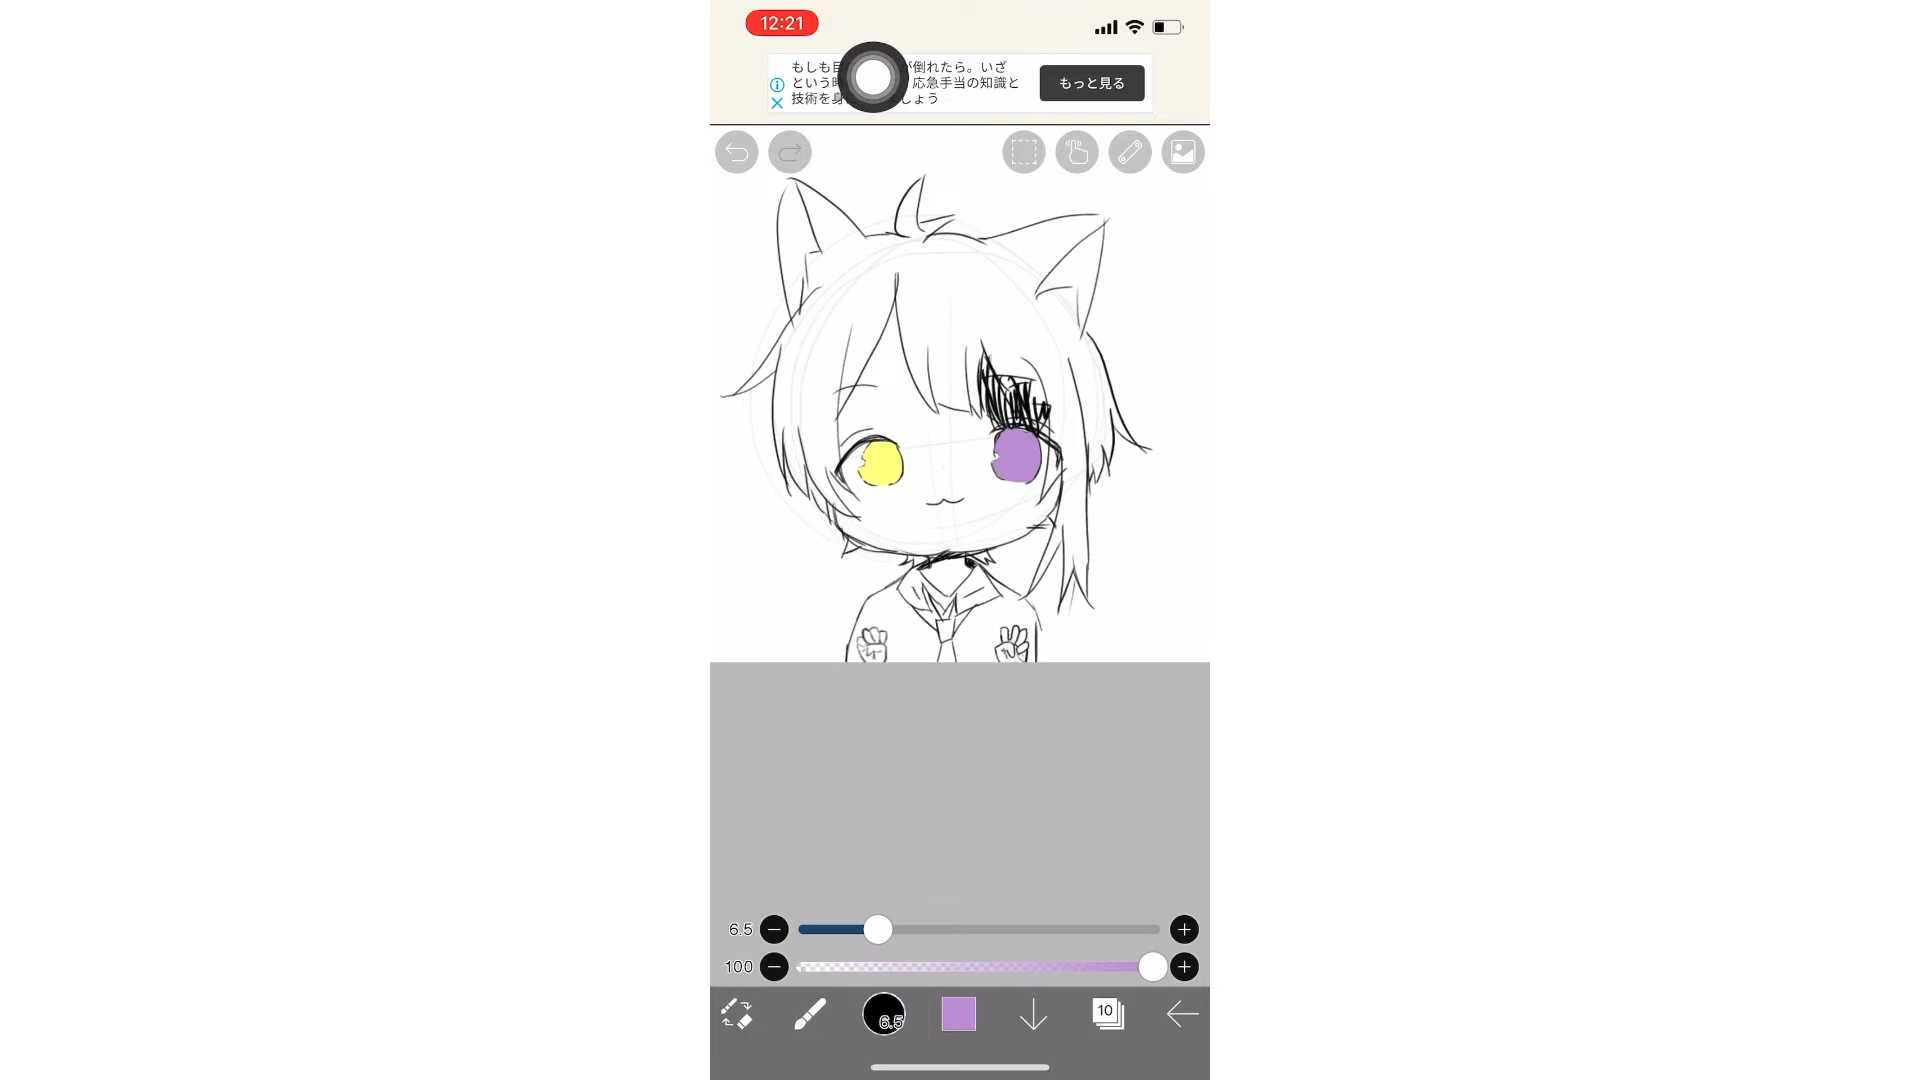 12:21
もしも目 が倒れたら。いざ
という時 応急手当の知識と
技術を身 しょう
もっと見る
6.5
100
6.5
10